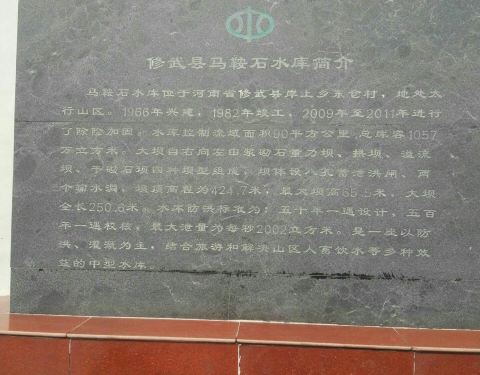 修武县马鞍石水库简介
马鞍石水库位于河南省修武县岸上乡东仓村，地处太
行山区。1966年兴建，1982年竣工，2009年至2011年进行
了除险加固。水库控制流域面积90平方公里，总库容1057
万立方米。大坝自右向左由浆砌石重力坝、拱坝、溢流
坝、干砌石坝四种坝型组成，坝体设八孔蓄泄洪闸、两
个输水洞，坝顶高程为424.7米，最大坝高65.5米，大坝
全长250.6米。水库防洪标准为：五十年一遇设计，五百
年一遇校核，最大泄量为每秒2002立方米。是一座以防
洪、灌溉为主，结合旅游和解决山区人畜饮水等多种效
益的中型水库。